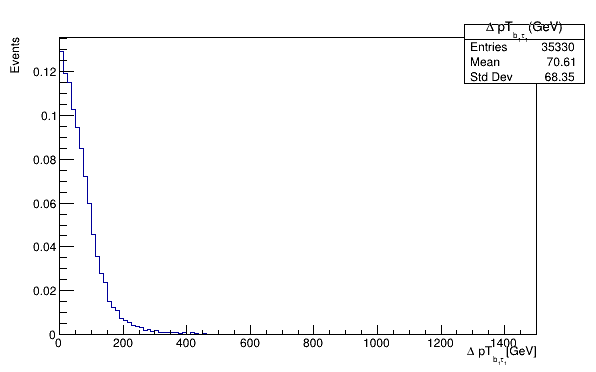 Δ pT_{b₁τ₁}(GeV)
Entries 35330
Mean 70.61
Std Dev 68.35
Events
0.12
0.1
0.08
0.06
0.04
0.02
0
0 200 400 600 800 1000 1200 1400
Δ pT_{b₁τ₁}[GeV]